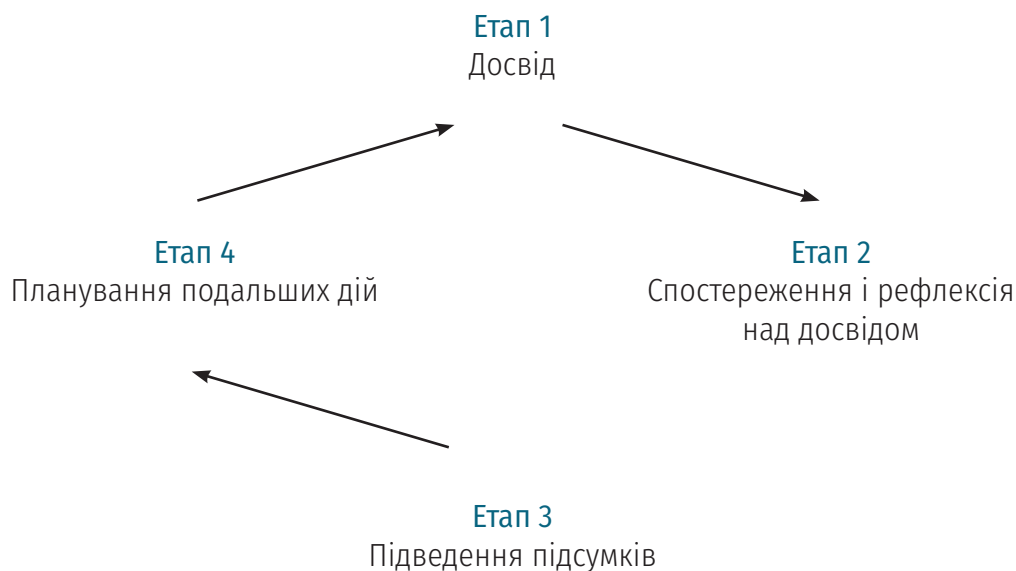 Етап 1
Досвід
Етап 4
Планування подальших дій
Етап 2
Спостереження і рефлексія
над досвідом
Етап 3
Підведення підсумків